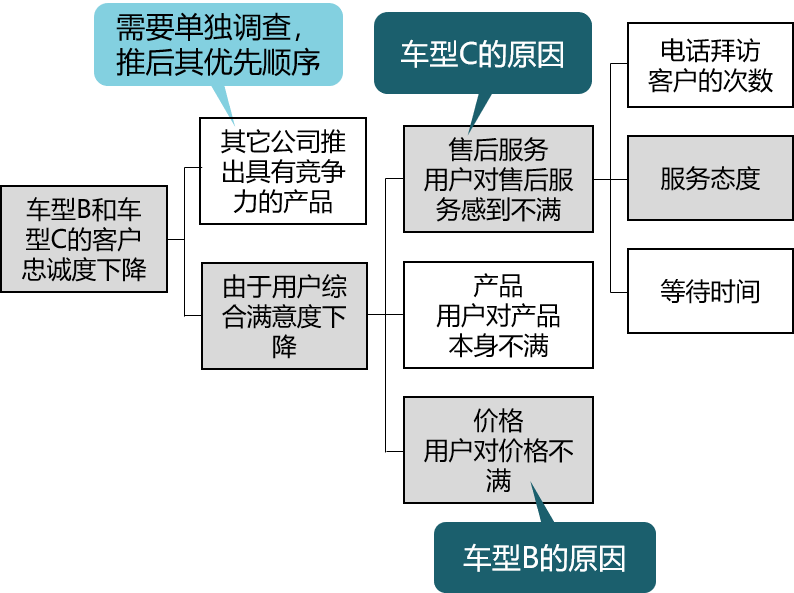 需要单独调查，
推后其优先顺序
车型C的原因
电话拜访
客户的次数
其它公司推
出具有竞争
力的产品
售后服务
用户对售后服
务感到不满
服务态度
车型B和车
型C的客户
忠诚度下降
由于用户综
合满意度下
降
产品
用户对产品
本身不满
等待时间
价格
用户对价格不
满
车型B的原因